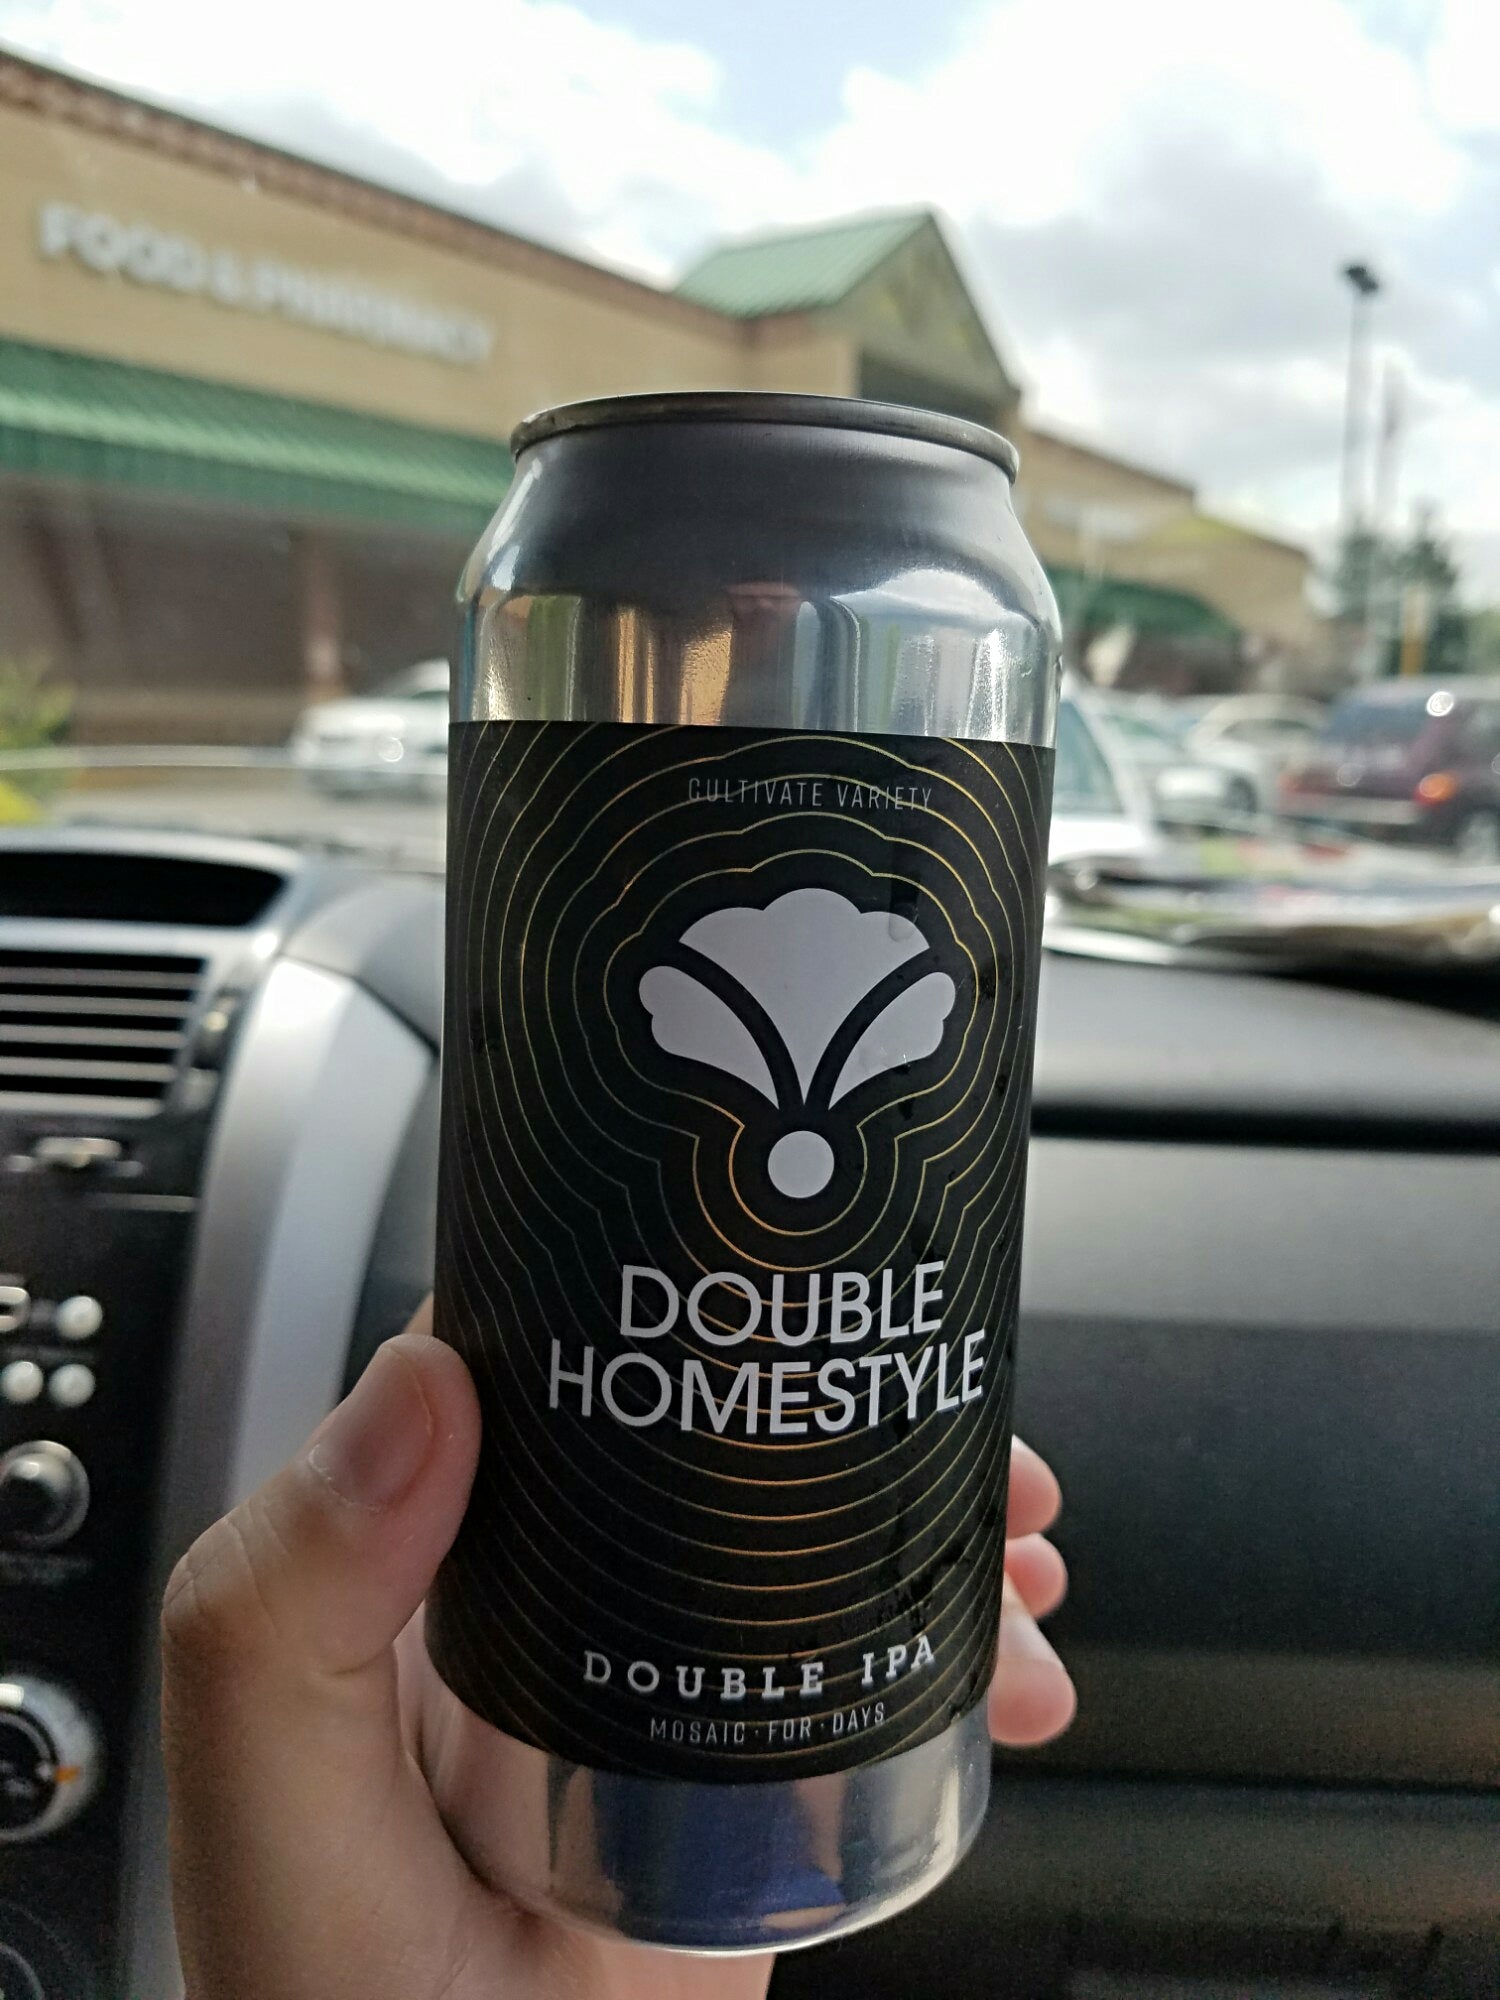 FOOD & PHARMACY
CULTIVATE VARIETY
DOUBLE
HOMESTYLE
DOUBLE IPA
MOSAIC · FOR · DAYS